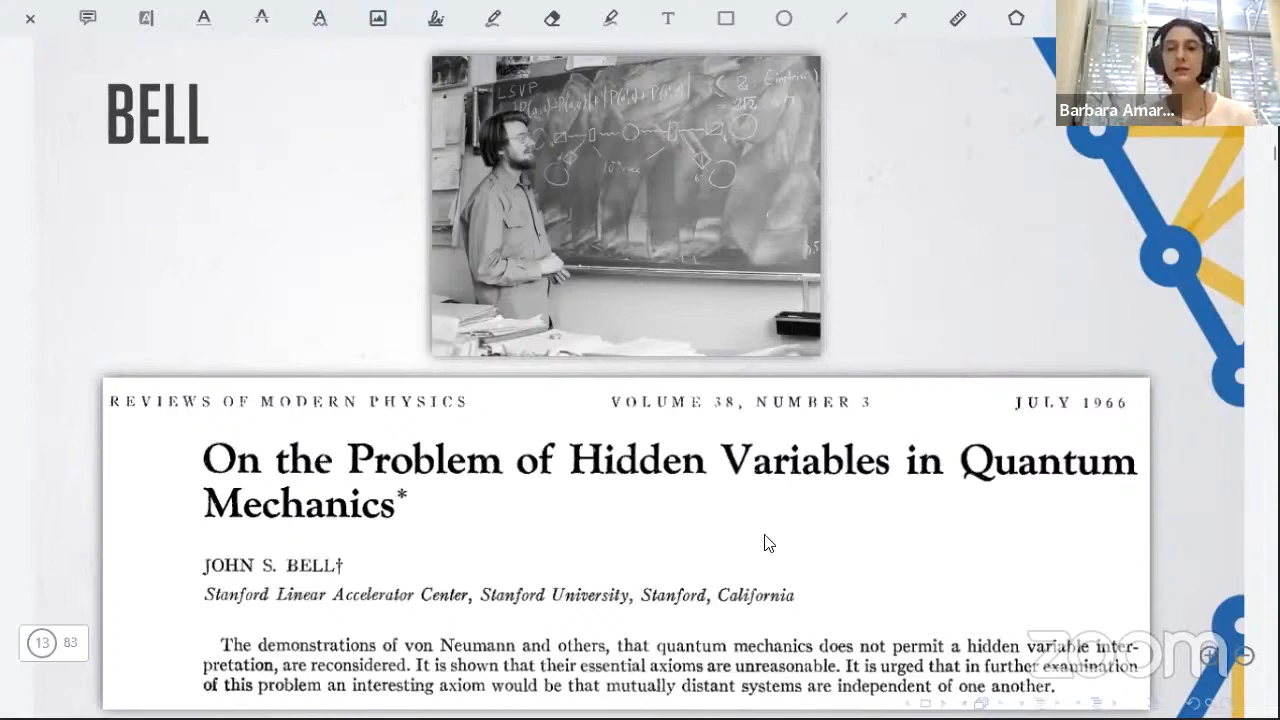 BELL
Barbara Amar...
REVIEWS OF MODERN PHYSICS VOLUME 38, NUMBER 3 JULY 1966
On the Problem of Hidden Variables in Quantum
Mechanics*
JOHN S. BELL†
Stanford Linear Accelerator Center, Stanford University, Stanford, California
The demonstrations of von Neumann and others, that quantum mechanics does not permit a hidden variable inter-
pretation, are reconsidered. It is shown that their essential axioms are unreasonable. It is urged that in further examination
of this problem an interesting axiom would be that mutually distant systems are independent of one another.
13 83
zoom